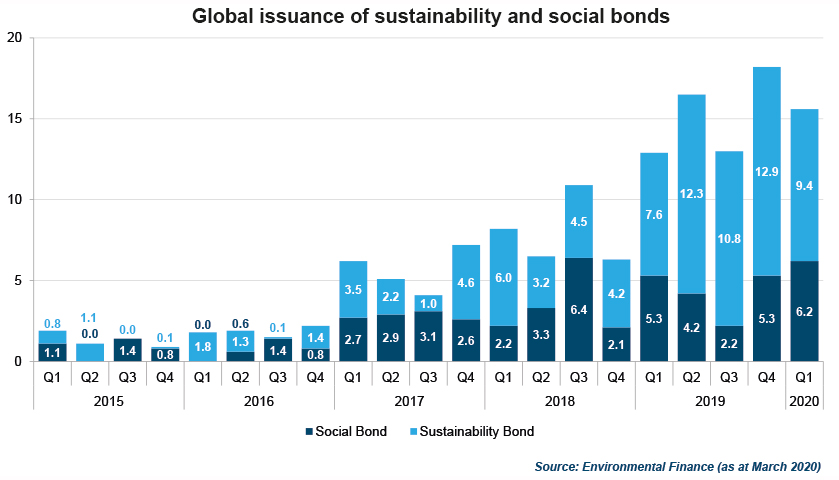 Global issuance of sustainability and social bonds
20
15
10
5
0
0.8 1.1 0.0 0.1 0.0 0.6 0.1 1.4 3.5 2.2 1.0 4.6 6.0 3.2 4.5 4.2 7.6 12.3 10.8 12.9 9.4
1.1 0.0 1.4 0.8 1.8 1.3 1.4 0.8 2.7 2.9 3.1 2.6 2.2 3.3 6.4 2.1 5.3 4.2 2.2 5.3 6.2
Q1 Q2 Q3 Q4 Q1 Q2 Q3 Q4 Q1 Q2 Q3 Q4 Q1 Q2 Q3 Q4 Q1 Q2 Q3 Q4 Q1
2015 2016 2017 2018 2019 2020
Social Bond Sustainability Bond
Source: Environmental Finance (as at March 2020)